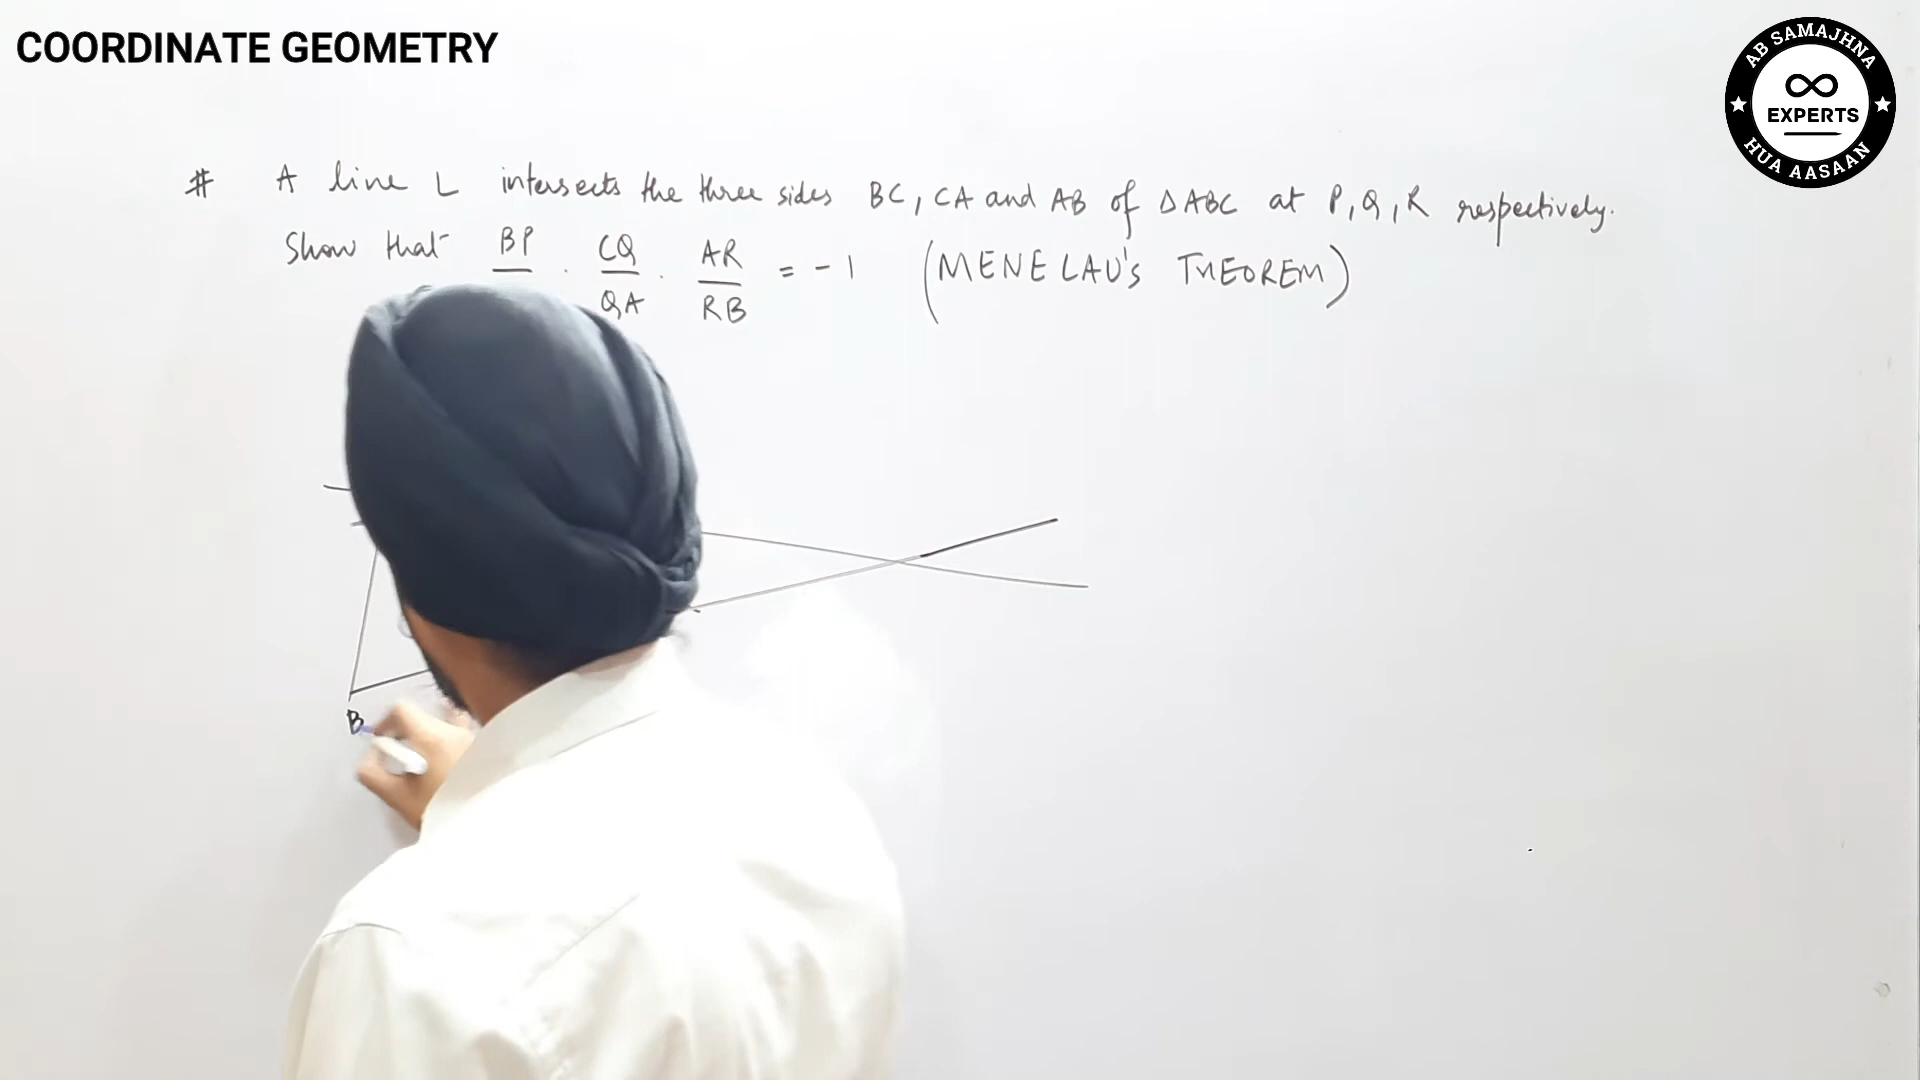 COORDINATE GEOMETRY
AB SAMAJHNA
EXPERTS
HUA AASAAN
# A line L intersects the three sides BC, CA and AB of Δ ABC at P, Q, R respectively.
Show that BP/ . CQ/QA . AR/RB = -1 (MENELAU's THEOREM)
B